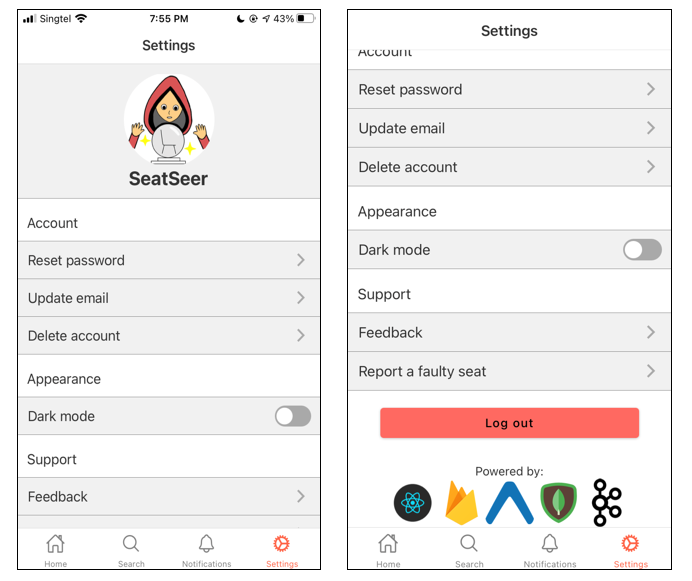 Singtel 7:55 PM 43%
Settings
SeatSeer
Account
Reset password
Update email
Delete account
Appearance
Dark mode
Support
Feedback
Home Search Notifications Settings
Settings
Account
Reset password
Update email
Delete account
Appearance
Dark mode
Support
Feedback
Report a faulty seat
Log out
Powered by:
Home Search Notifications Settings